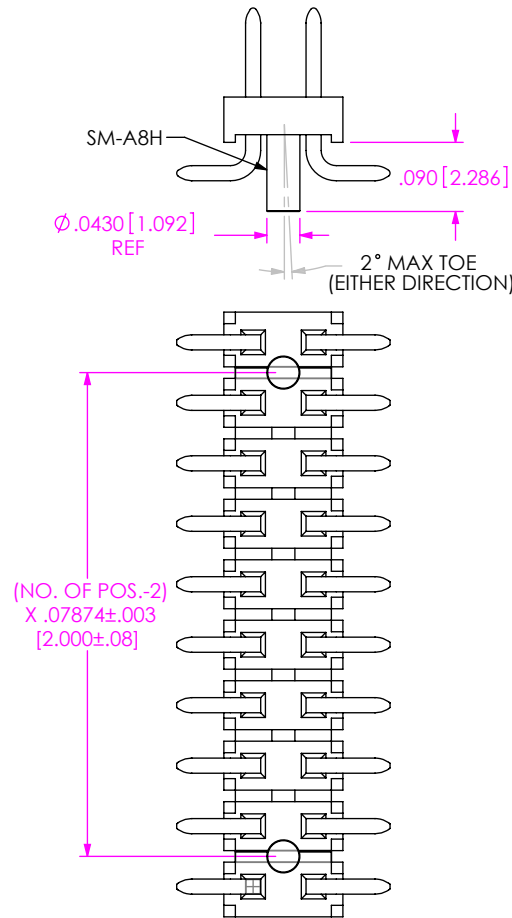 SM-A8H
.090 [2.286]
Ø.0430 [1.092]
REF
2° MAX TOE
(EITHER DIRECTION)
(NO. OF POS.-2)
X .07874±.003
[2.000±.08]